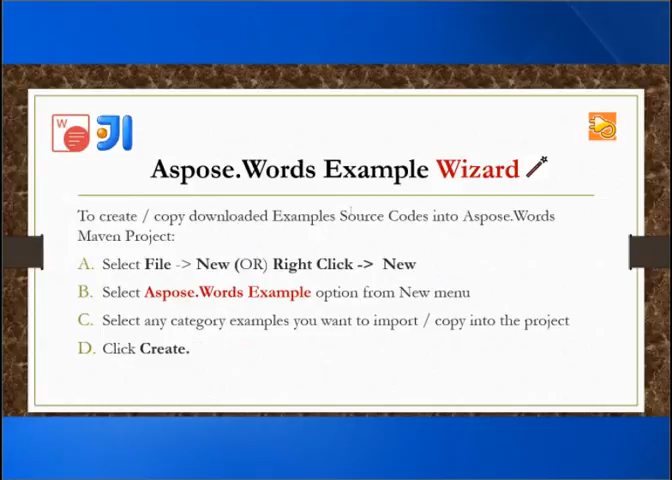 W
Aspose.Words Example Wizard
To create / copy downloaded Examples Source Codes into Aspose.Words
Maven Project:
A. Select File -> New (OR) Right Click -> New
B. Select Aspose.Words Example option from New menu
C. Select any category examples you want to import / copy into the project
D. Click Create.